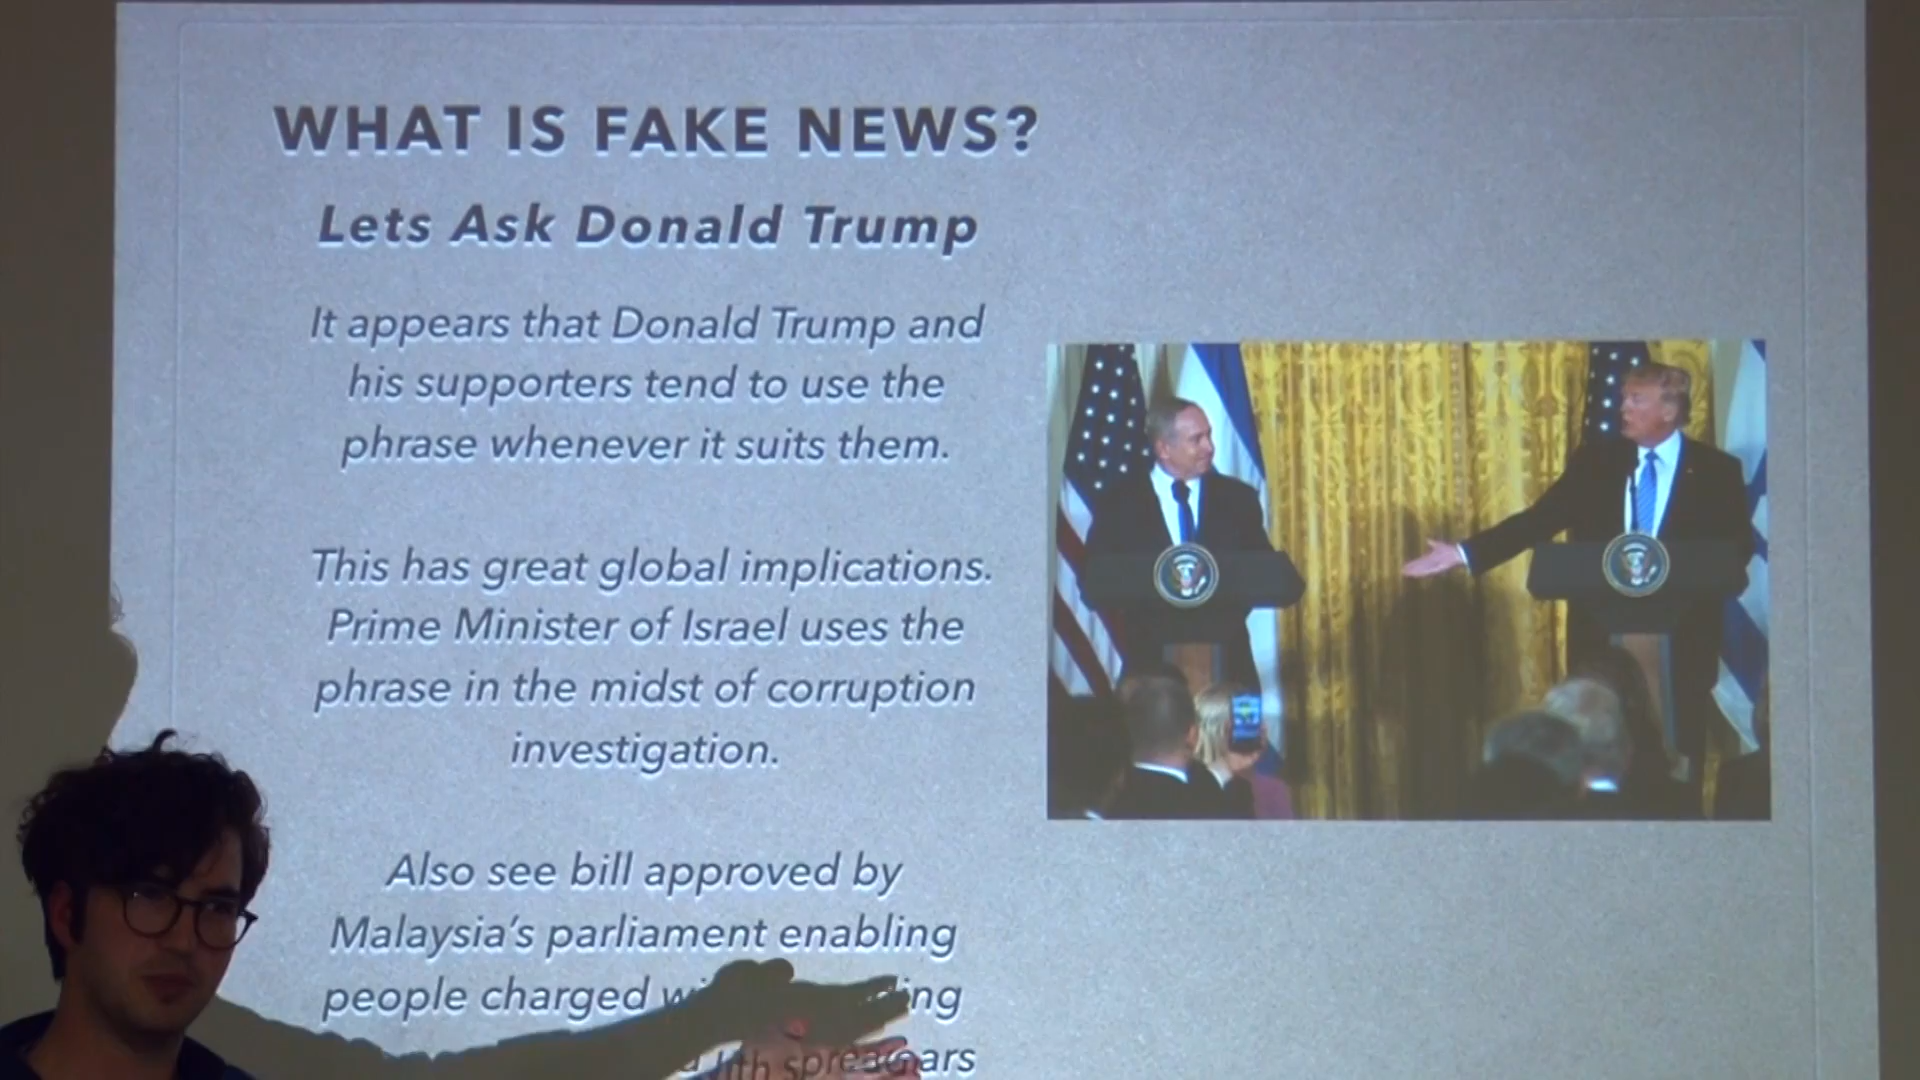 WHAT IS FAKE NEWS?
Lets Ask Donald Trump
It appears that Donald Trump and
his supporters tend to use the
phrase whenever it suits them.
This has great global implications.
Prime Minister of Israel uses the
phrase in the midst of corruption
investigation.
Also see bill approved by
Malaysia's parliament enabling
people charged